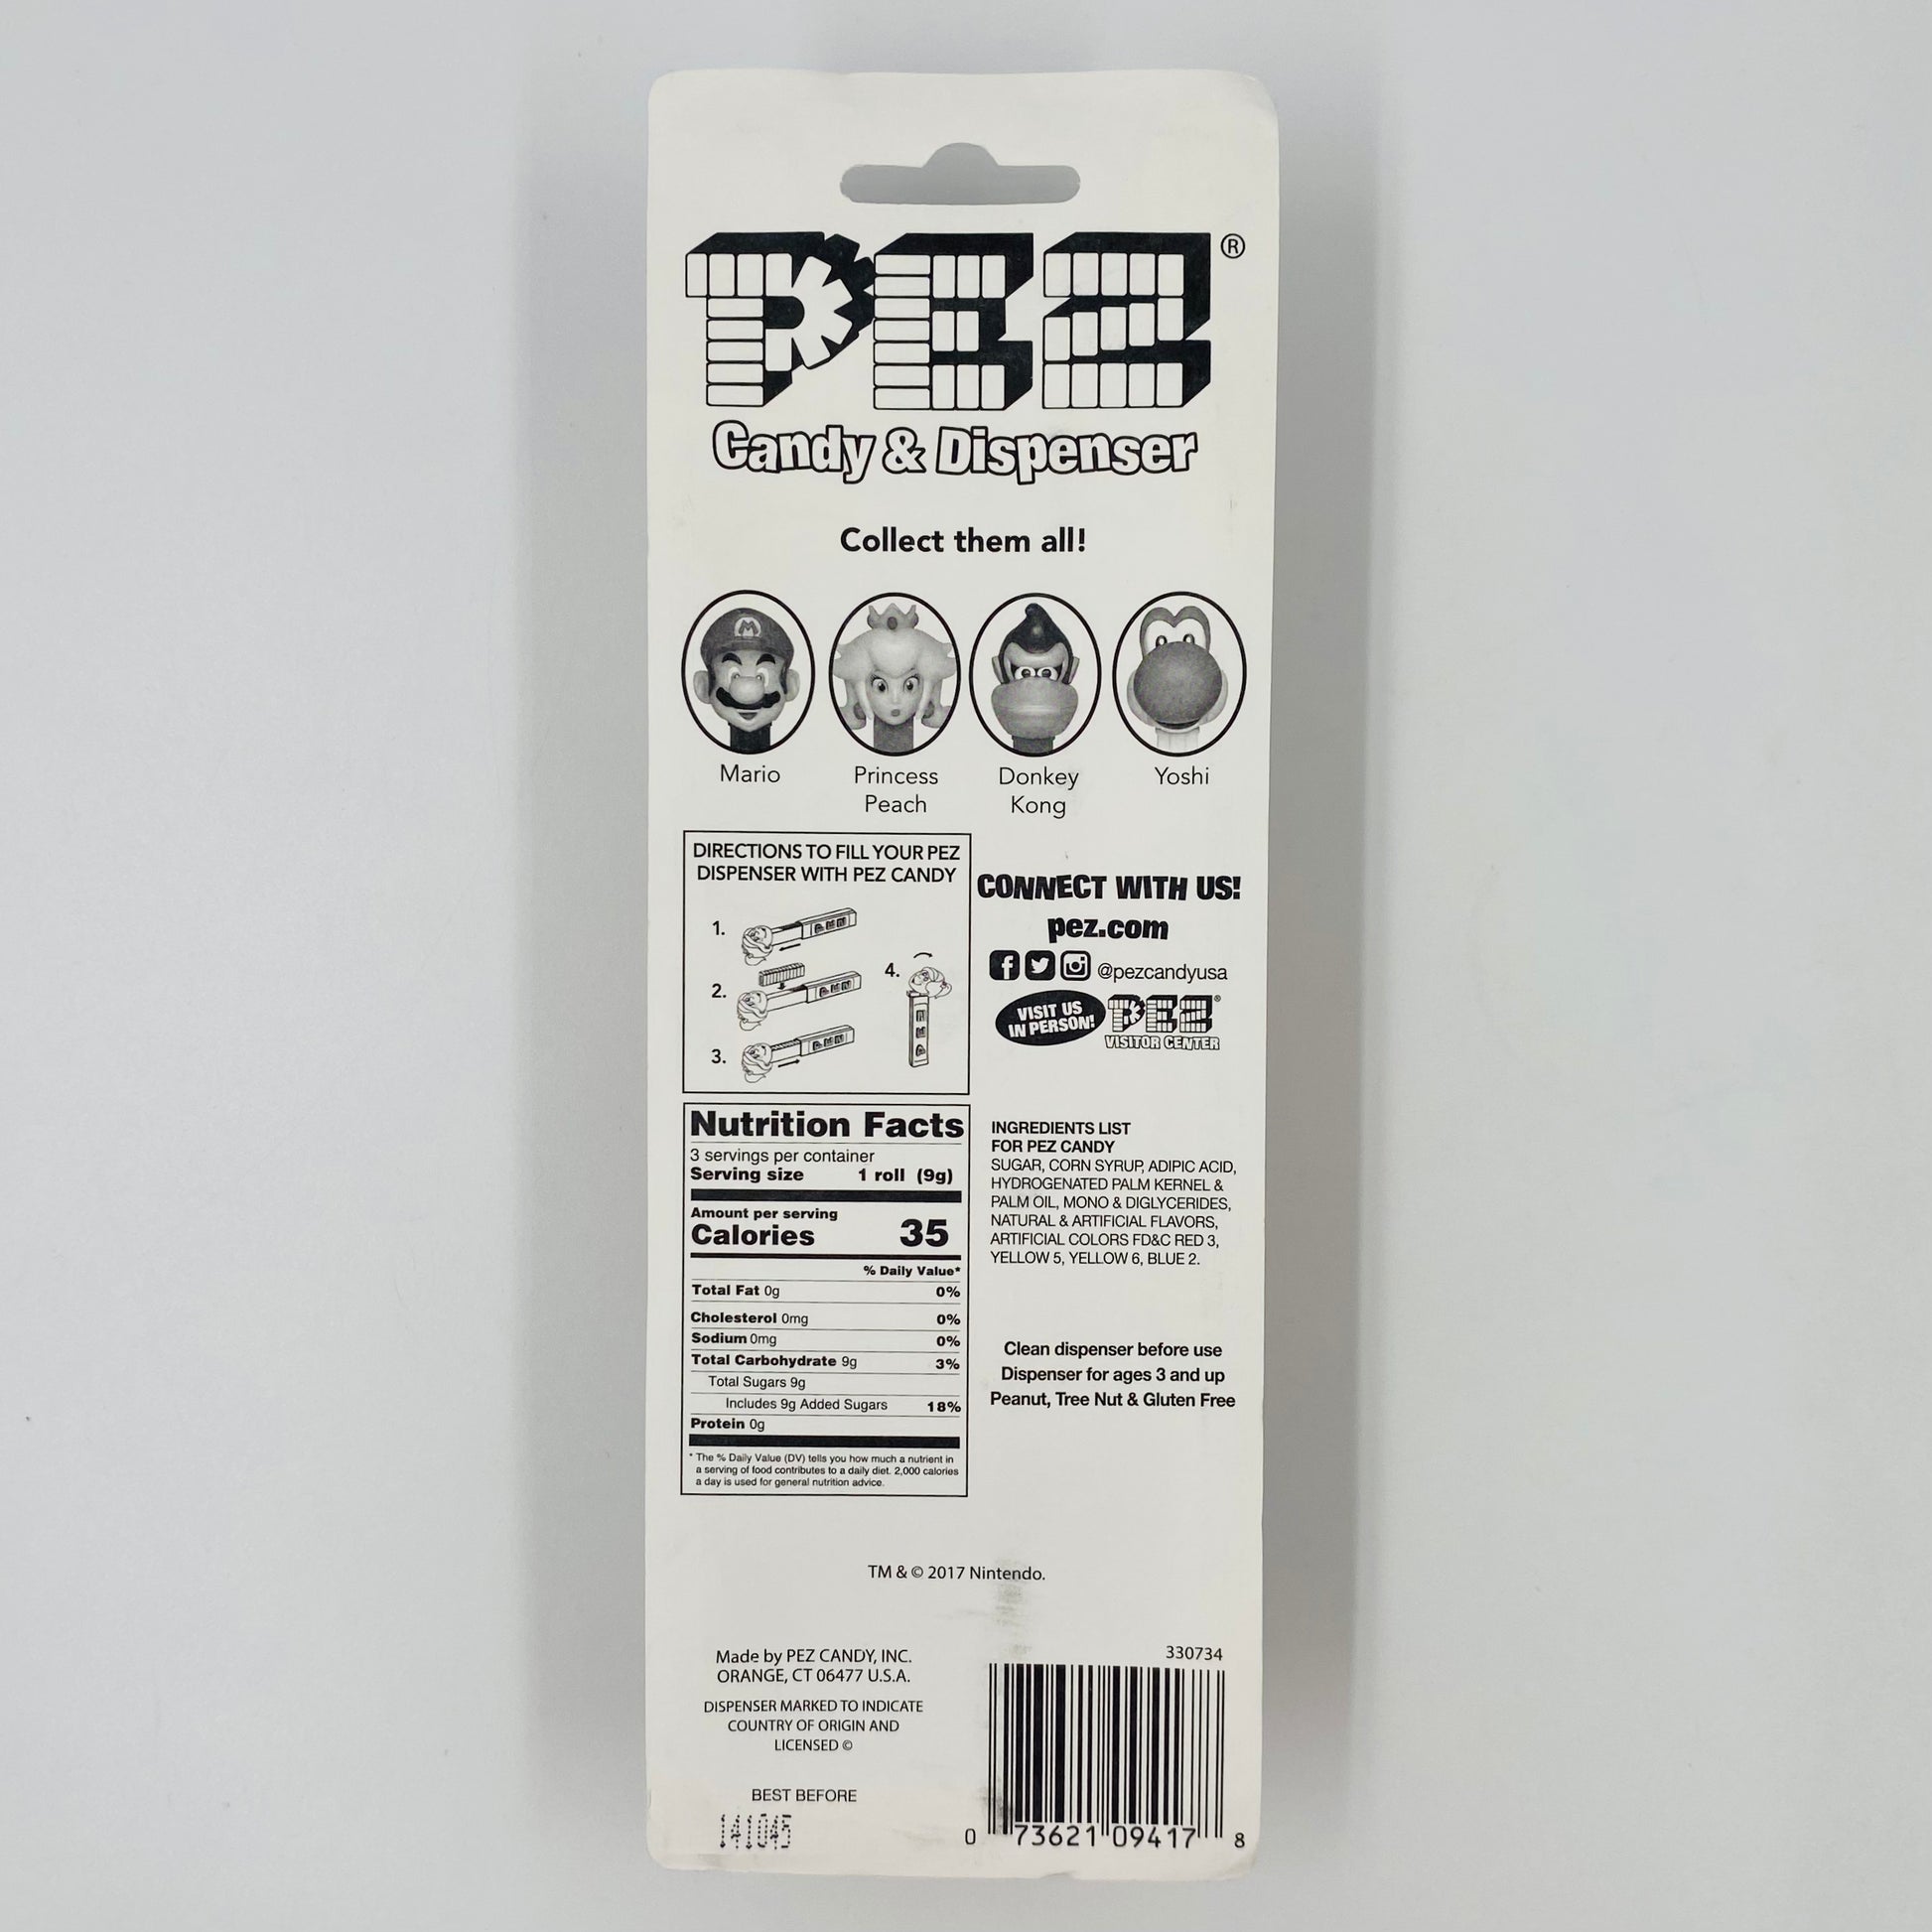 PEZ®
Candy & Dispenser
Collect them all!
Mario
Princess
Peach
Donkey
Kong
Yoshi
DIRECTIONS TO FILL YOUR PEZ
DISPENSER WITH PEZ CANDY
1.
2.
3.
4.
CONNECT WITH US!
pez.com
@pezcandyusa
VISIT US
IN PERSON!
PEZ®
VISITOR CENTER
Nutrition Facts
3 servings per container
Serving size 1 roll (9g)
Amount per serving
Calories 35
% Daily Value*
Total Fat 0g 0%
Cholesterol 0mg 0%
Sodium 0mg 0%
Total Carbohydrate 9g 3%
Total Sugars 9g
Includes 9g Added Sugars 18%
Protein 0g
* The % Daily Value (DV) tells you how much a nutrient in
a serving of food contributes to a daily diet. 2,000 calories
a day is used for general nutrition advice.
INGREDIENTS LIST
FOR PEZ CANDY
SUGAR, CORN SYRUP, ADIPIC ACID,
HYDROGENATED PALM KERNEL &
PALM OIL, MONO & DIGLYCERIDES,
NATURAL & ARTIFICIAL FLAVORS,
ARTIFICIAL COLORS FD&C RED 3,
YELLOW 5, YELLOW 6, BLUE 2.
Clean dispenser before use
Dispenser for ages 3 and up
Peanut, Tree Nut & Gluten Free
TM & © 2017 Nintendo.
Made by PEZ CANDY, INC.
ORANGE, CT 06477 U.S.A.
DISPENSER MARKED TO INDICATE
COUNTRY OF ORIGIN AND
LICENSED ©
BEST BEFORE
141045
330734
0 73621 09417 8